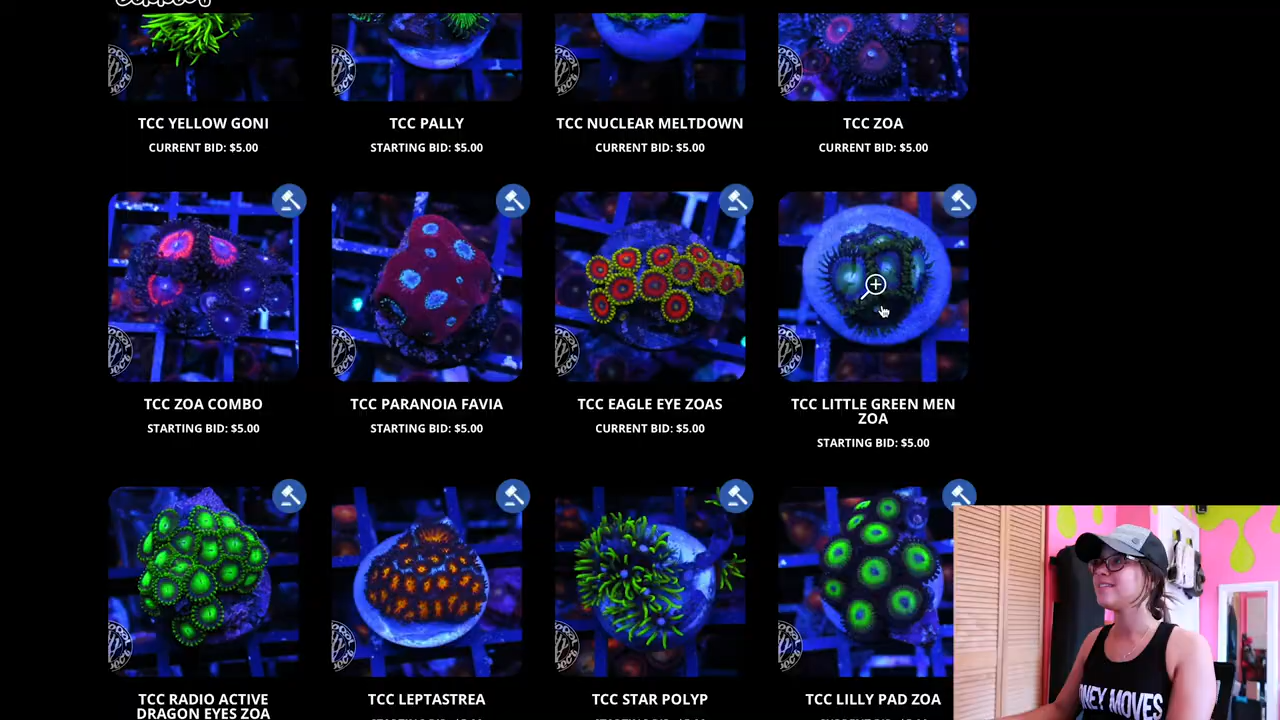 TCC YELLOW GONI
CURRENT BID: $5.00
TCC PALLY
STARTING BID: $5.00
TCC NUCLEAR MELTDOWN
CURRENT BID: $5.00
TCC ZOA
CURRENT BID: $5.00
TCC ZOA COMBO
STARTING BID: $5.00
TCC PARANOIA FAVIA
STARTING BID: $5.00
TCC EAGLE EYE ZOAS
CURRENT BID: $5.00
TCC LITTLE GREEN MEN
ZOA
STARTING BID: $5.00
TCC RADIO ACTIVE
DRAGON EYES ZOA
TCC LEPTASTREA
TCC STAR POLYP
TCC LILLY PAD ZOA
MOVES